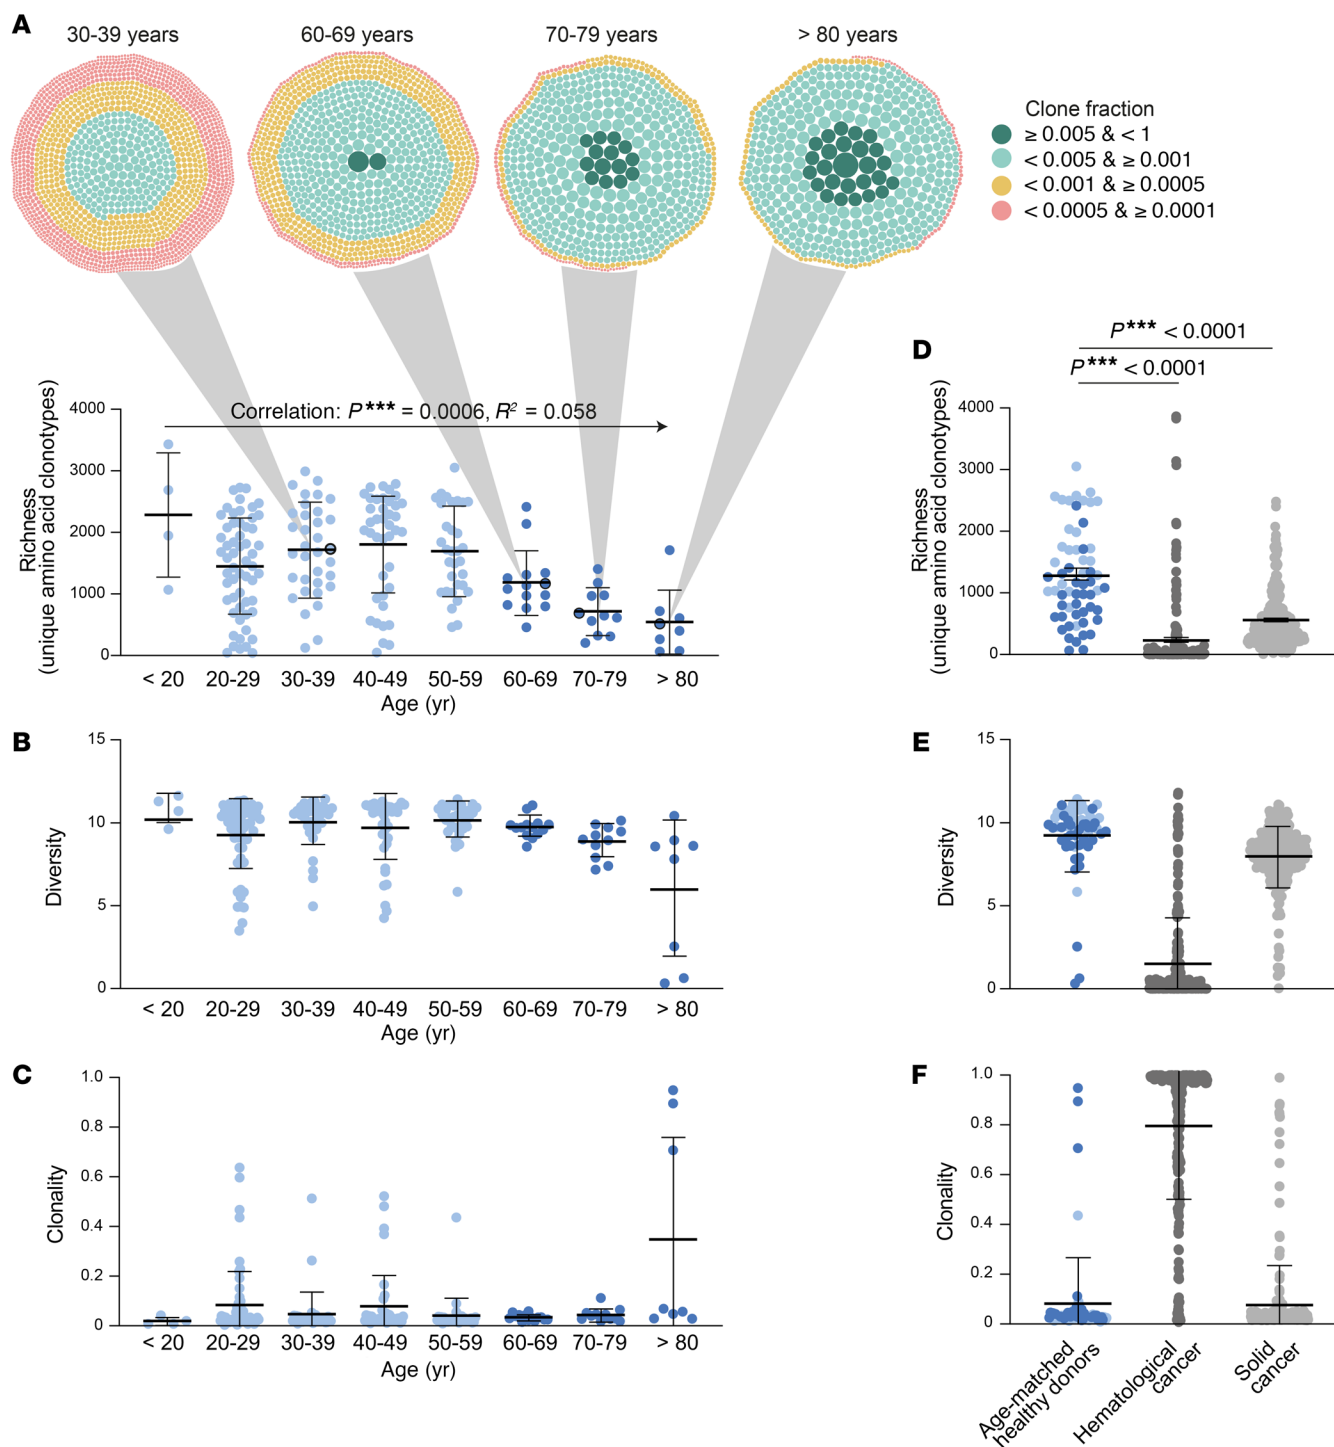 A
30-39 years
60-69 years
70-79 years
> 80 years
Clone fraction
≥ 0.005 & < 1
< 0.005 & ≥ 0.001
< 0.001 & ≥ 0.0005
< 0.0005 & ≥ 0.0001
Correlation: P*** = 0.0006, R² = 0.058
Richness
(unique amino acid clonotypes)
4000
3000
2000
1000
0
< 20
20-29
30-39
40-49
50-59
60-69
70-79
> 80
Age (yr)
B
Diversity
15
10
5
0
< 20
20-29
30-39
40-49
50-59
60-69
70-79
> 80
Age (yr)
C
Clonality
1.0
0.8
0.6
0.4
0.2
0
< 20
20-29
30-39
40-49
50-59
60-69
70-79
> 80
Age (yr)
D
P*** < 0.0001
P*** < 0.0001
Richness
(unique amino acid clonotypes)
4000
3000
2000
1000
0
E
Diversity
15
10
5
0
F
Clonality
1.0
0.8
0.6
0.4
0.2
0
Age-matched
healthy donors
Hematological
cancer
Solid
cancer